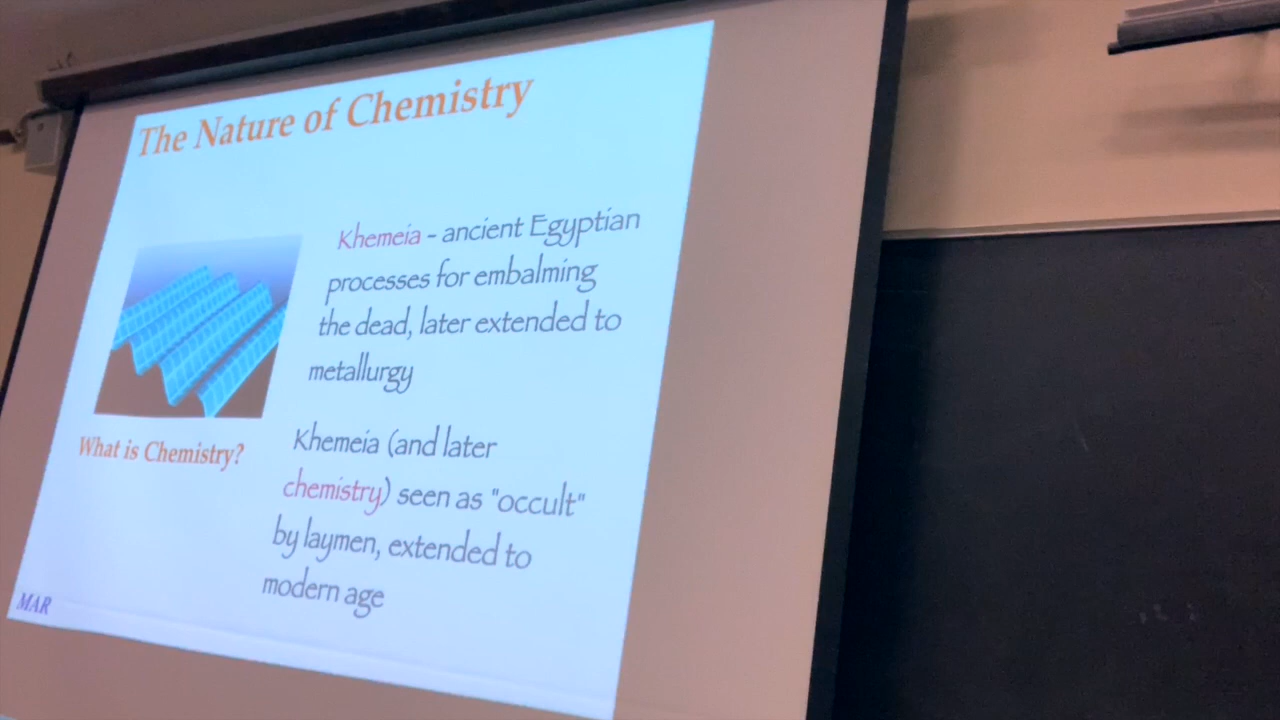 The Nature of Chemistry
Khemeia - ancient Egyptian
processes for embalming
the dead, later extended to
metallurgy
What is Chemistry?
Khemeia (and later
chemistry) seen as "occult"
by laymen, extended to
modern age
MAR